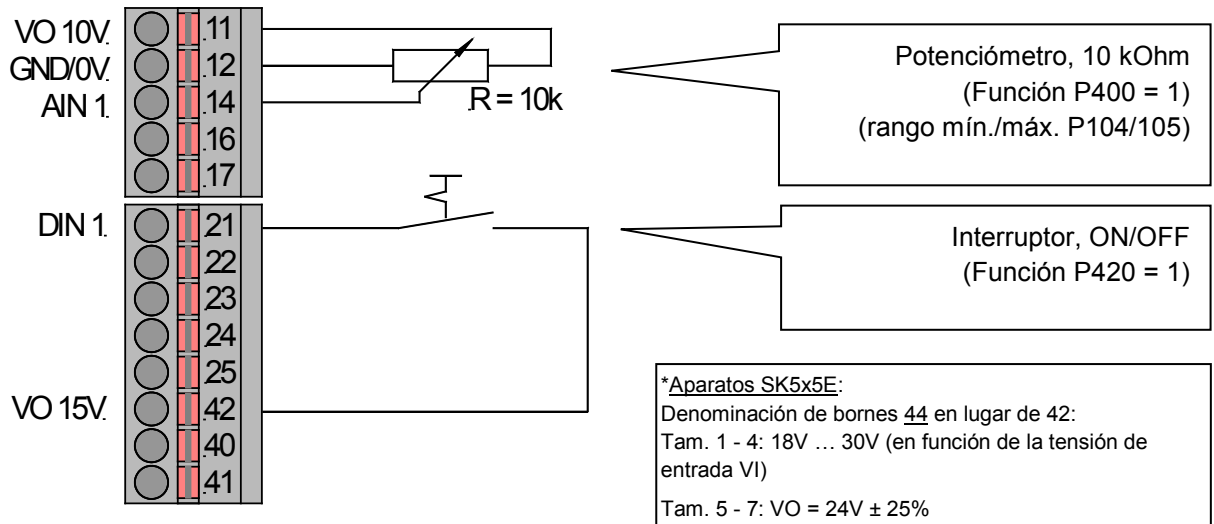 VO 10V
GND/0V
AIN 1
11
12
14
16
17
R = 10k
Potenciómetro, 10 kOhm
(Función P400 = 1)
(rango mín./máx. P104/105)
DIN 1
VO 15V
21
22
23
24
25
42
40
41
Interruptor, ON/OFF
(Función P420 = 1)
*Aparatos SK5x5E:
Denominación de bornes 44 en lugar de 42:
Tam. 1 - 4: 18V … 30V (en función de la tensión de
entrada VI)
Tam. 5 - 7: VO = 24V ± 25%